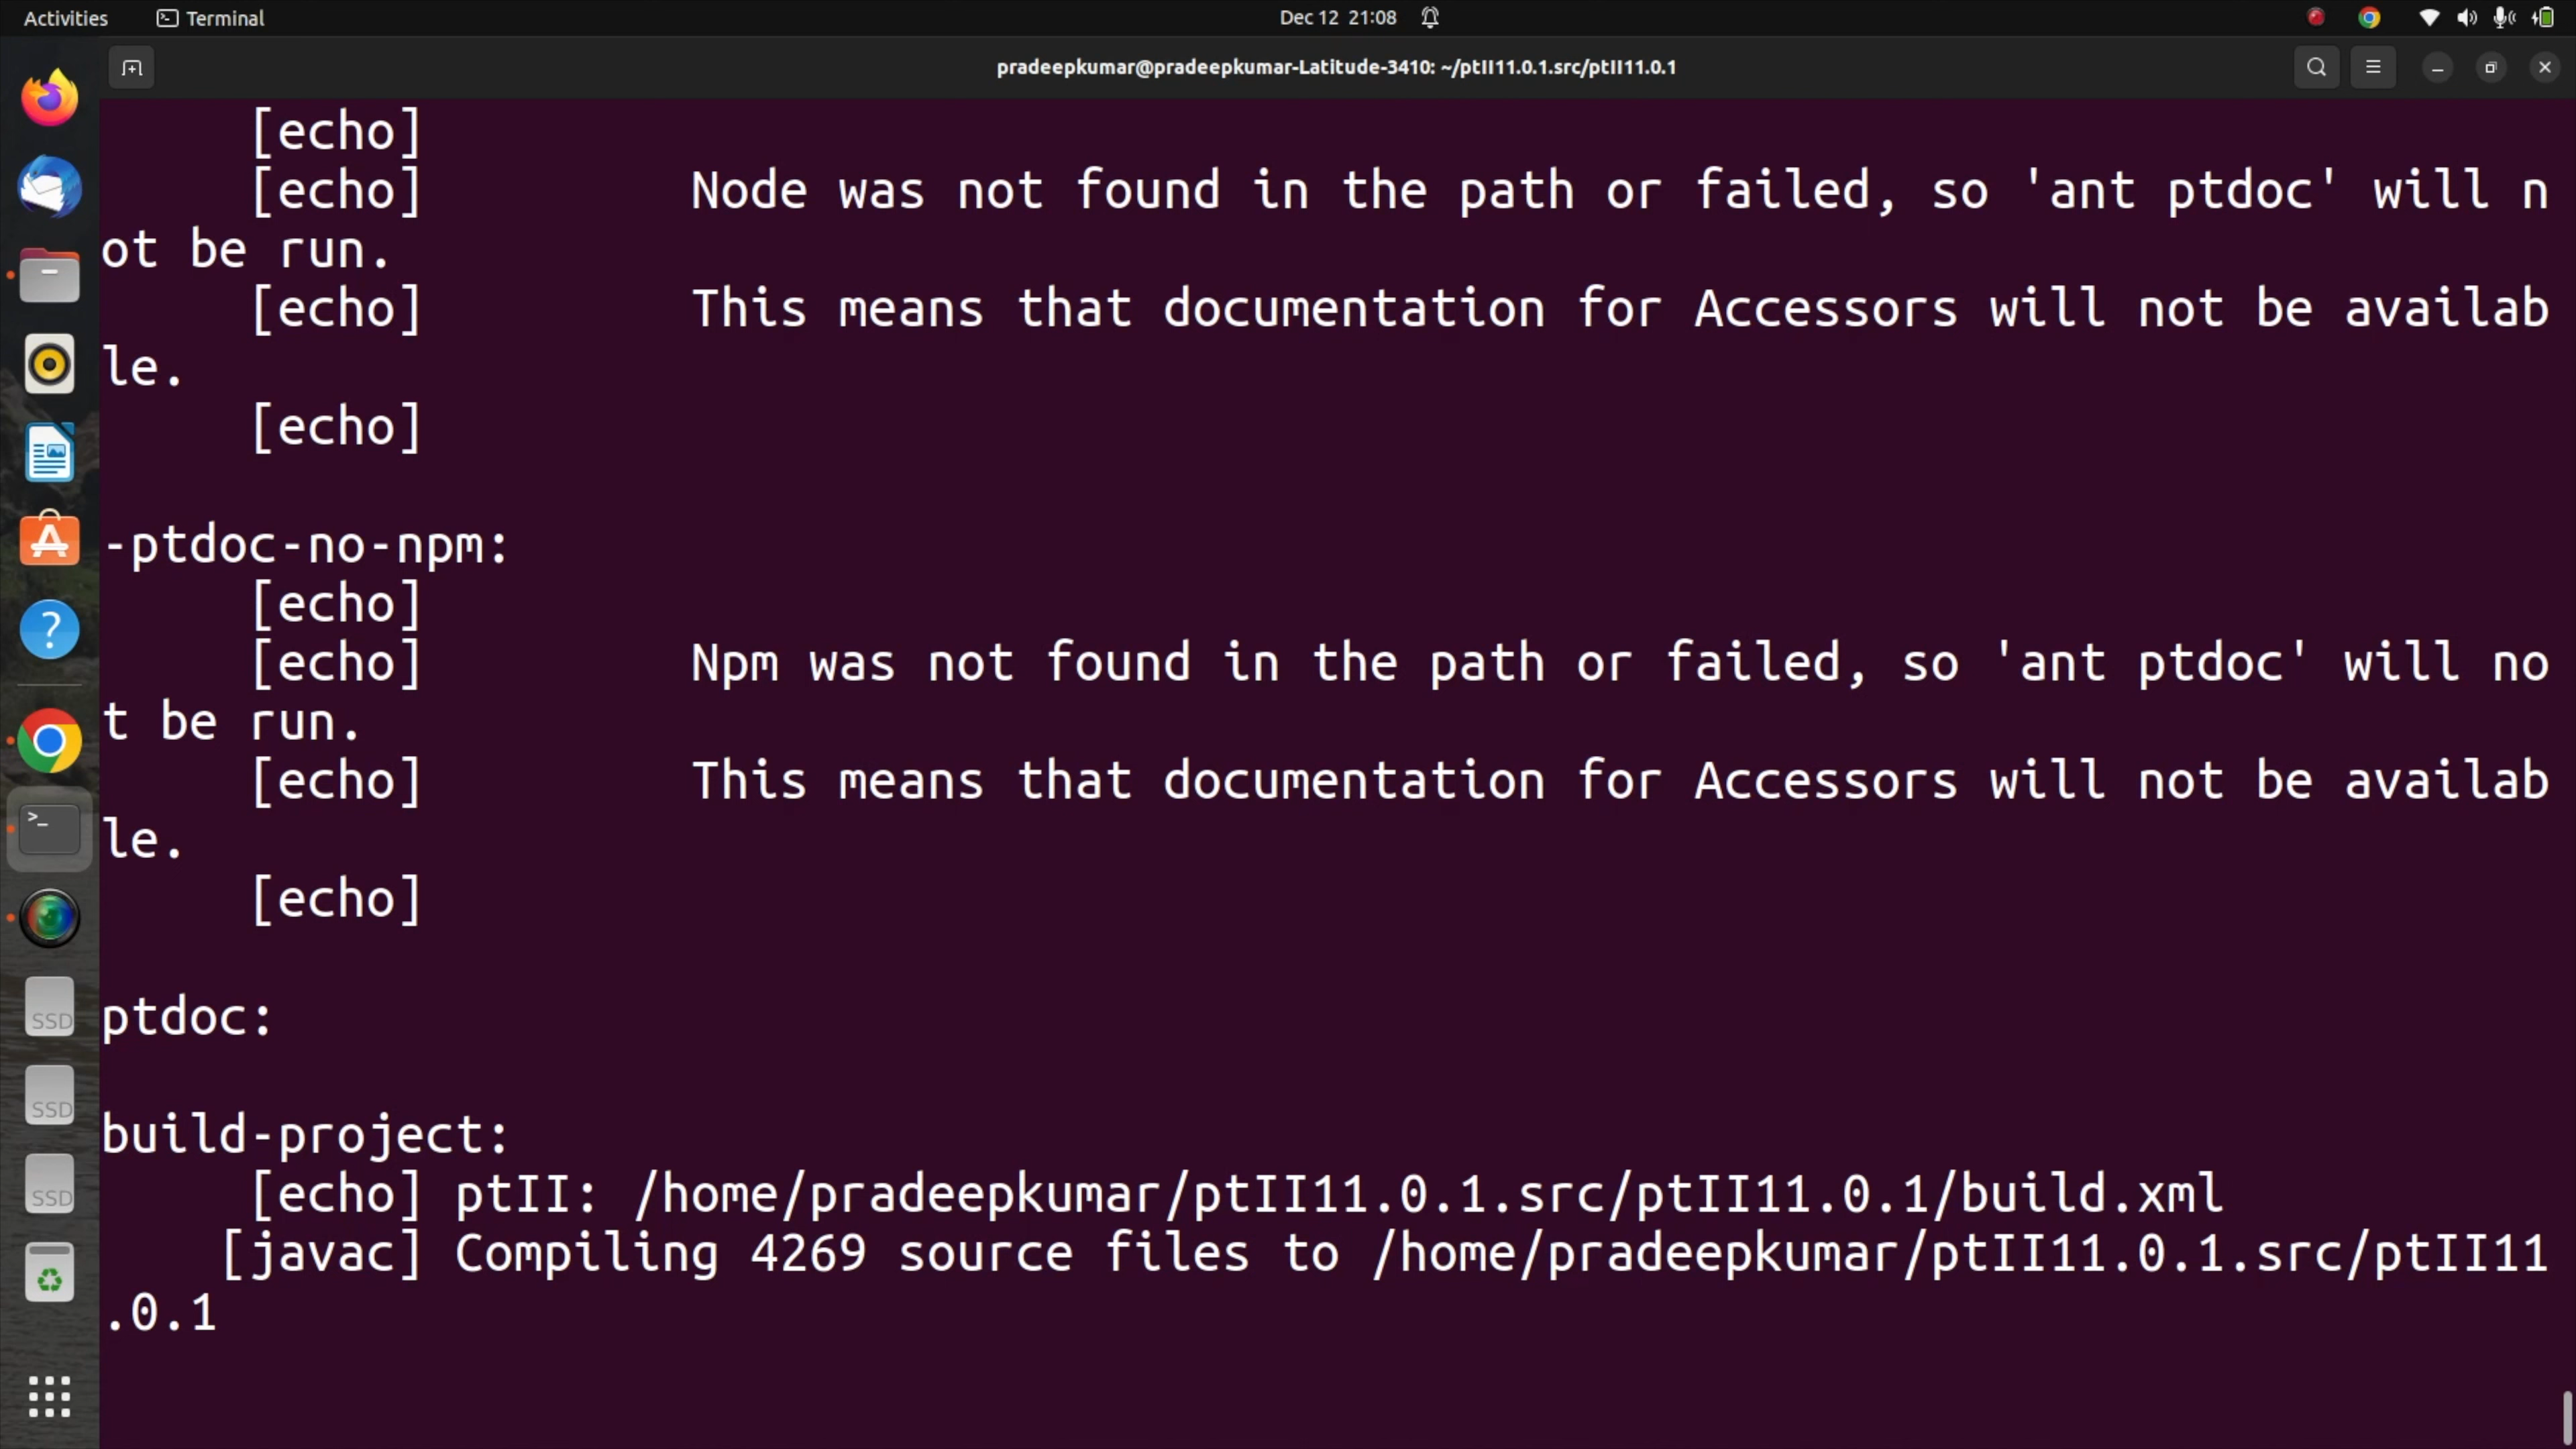 Activities
Terminal
Dec 12 21:08
pradeepkumar@pradeepkumar-Latitude-3410: ~/ptII11.0.1.src/ptII11.0.1
[echo]
[echo] Node was not found in the path or failed, so 'ant ptdoc' will n
ot be run.
[echo] This means that documentation for Accessors will not be availab
le.
[echo]
-ptdoc-no-npm:
[echo]
[echo] Npm was not found in the path or failed, so 'ant ptdoc' will no
t be run.
[echo] This means that documentation for Accessors will not be availab
le.
[echo]
ptdoc:
build-project:
[echo] ptII: /home/pradeepkumar/ptII11.0.1.src/ptII11.0.1/build.xml
[javac] Compiling 4269 source files to /home/pradeepkumar/ptII11.0.1.src/ptII11
.0.1
SSD
SSD
SSD